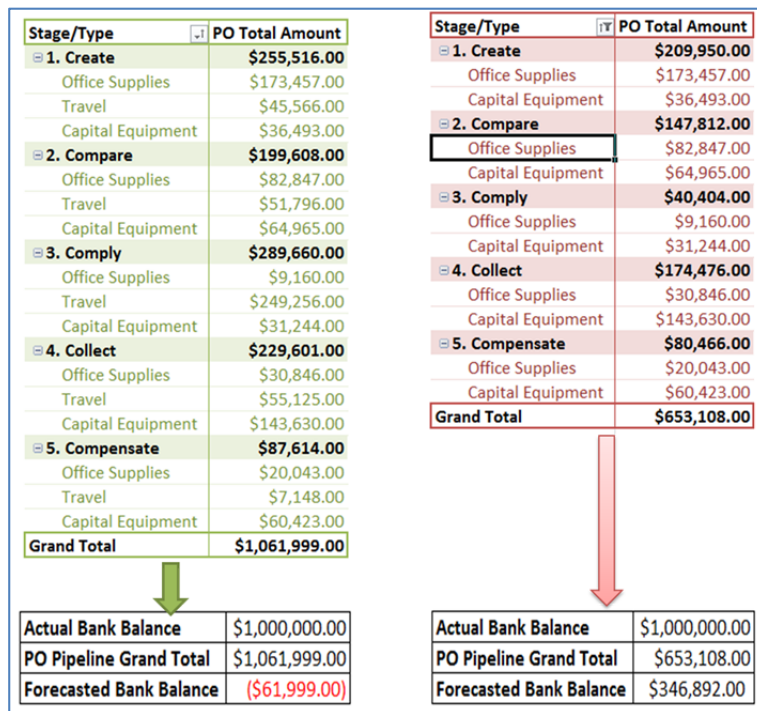 Stage/Type PO Total Amount
1. Create $255,516.00
Office Supplies $173,457.00
Travel $45,566.00
Capital Equipment $36,493.00
2. Compare $199,608.00
Office Supplies $82,847.00
Travel $51,796.00
Capital Equipment $64,965.00
3. Comply $289,660.00
Office Supplies $9,160.00
Travel $249,256.00
Capital Equipment $31,244.00
4. Collect $229,601.00
Office Supplies $30,846.00
Travel $55,125.00
Capital Equipment $143,630.00
5. Compensate $87,614.00
Office Supplies $20,043.00
Travel $7,148.00
Capital Equipment $60,423.00
Grand Total $1,061,999.00
Actual Bank Balance $1,000,000.00
PO Pipeline Grand Total $1,061,999.00
Forecasted Bank Balance ($61,999.00)
Stage/Type PO Total Amount
1. Create $209,950.00
Office Supplies $173,457.00
Capital Equipment $36,493.00
2. Compare $147,812.00
Office Supplies $82,847.00
Capital Equipment $64,965.00
3. Comply $40,404.00
Office Supplies $9,160.00
Capital Equipment $31,244.00
4. Collect $174,476.00
Office Supplies $30,846.00
Capital Equipment $143,630.00
5. Compensate $80,466.00
Office Supplies $20,043.00
Capital Equipment $60,423.00
Grand Total $653,108.00
Actual Bank Balance $1,000,000.00
PO Pipeline Grand Total $653,108.00
Forecasted Bank Balance $346,892.00